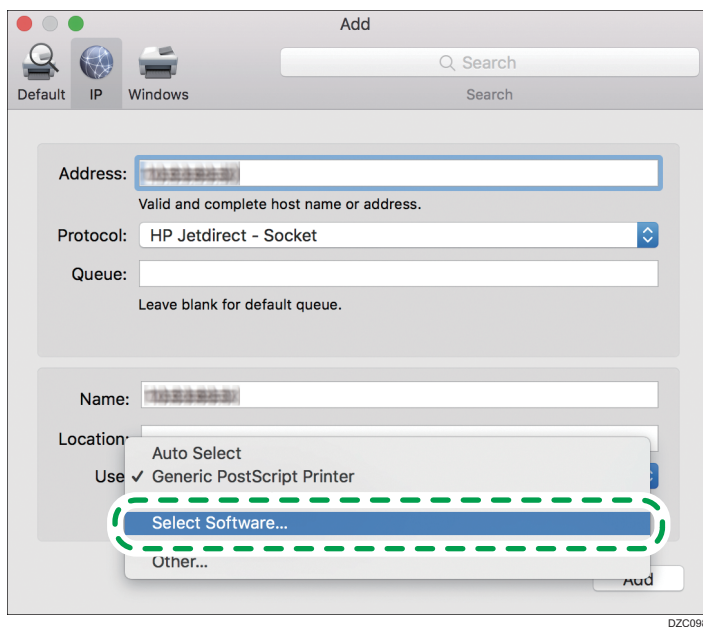 Add
Default IP Windows
Search
Search
Address:
Valid and complete host name or address.
Protocol: HP Jetdirect - Socket
Queue:
Leave blank for default queue.
Name:
Location:
Auto Select
Use ✓ Generic PostScript Printer
Select Software...
Other...
Add
DZC098